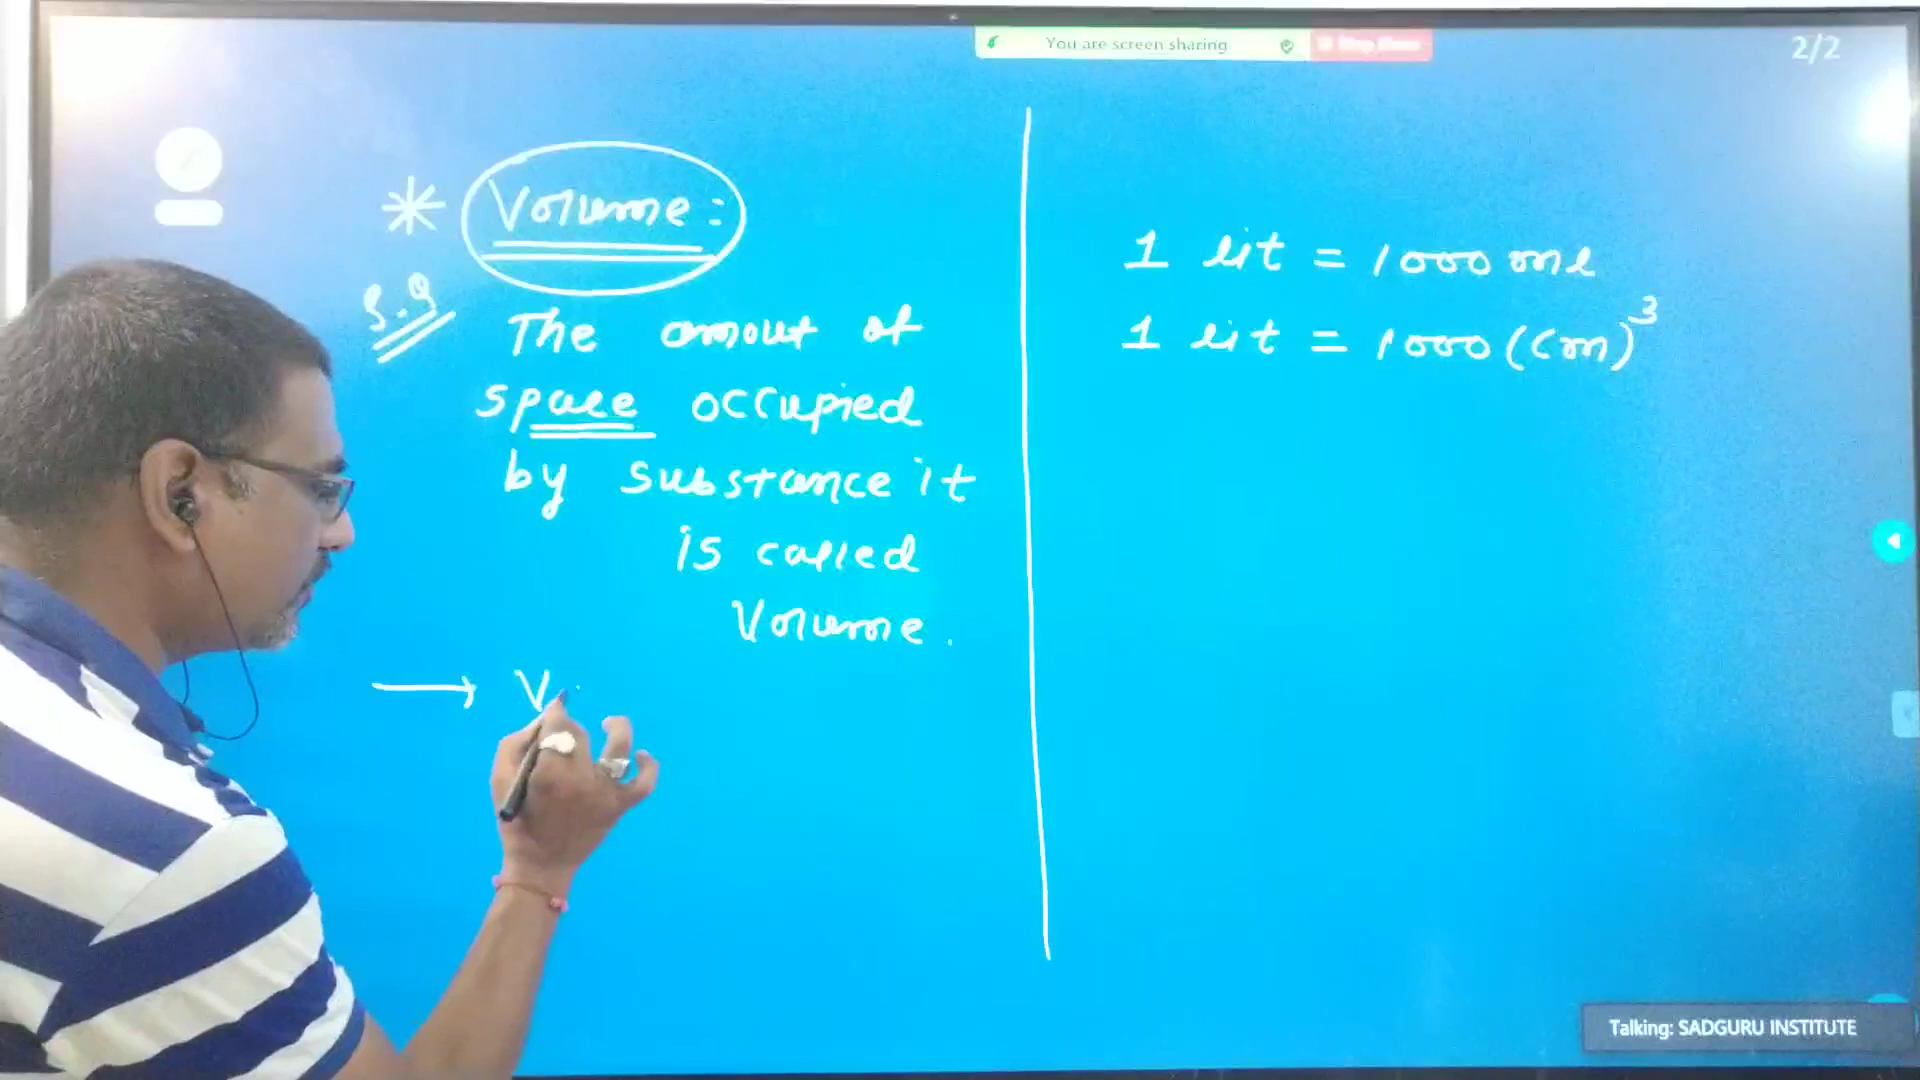 You are screen sharing
2/2
* Volume:
The amout of
space occupied
by substance it
is called
Volume.
→ V
1 lit = 1000 ml
1 lit = 1000 (cm)³
Talking: SADGURU INSTITUTE